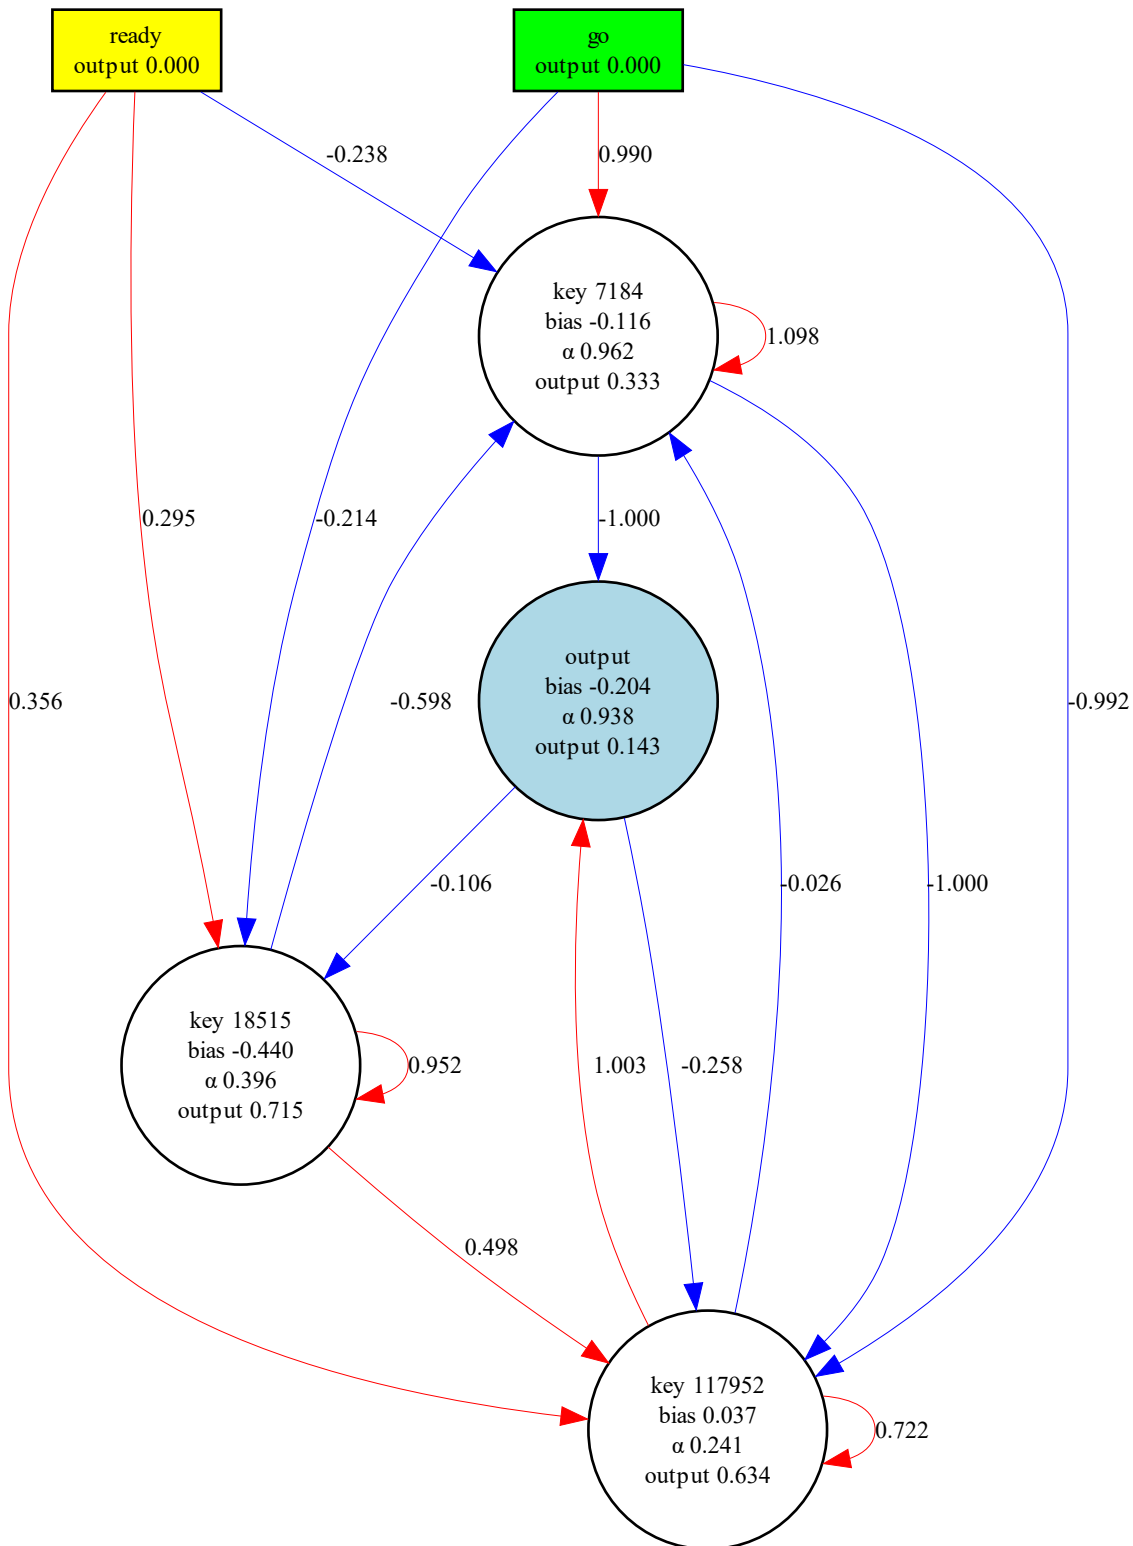 ready
output 0.000
go
output 0.000
-0.238
0.990
key 7184
bias -0.116
α 0.962
output 0.333
1.098
0.295
-0.214
-1.000
output
bias -0.204
α 0.938
output 0.143
0.356
-0.598
-0.992
-0.106
-0.026
-1.000
key 18515
bias -0.440
α 0.396
output 0.715
0.952
1.003
-0.258
0.498
key 117952
bias 0.037
α 0.241
output 0.634
0.722